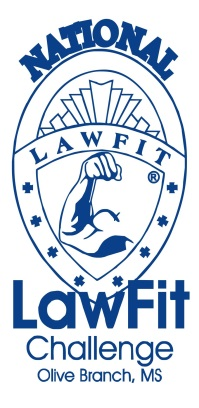 NATIONAL
LAWFIT
®
LawFit
Challenge
Olive Branch, MS